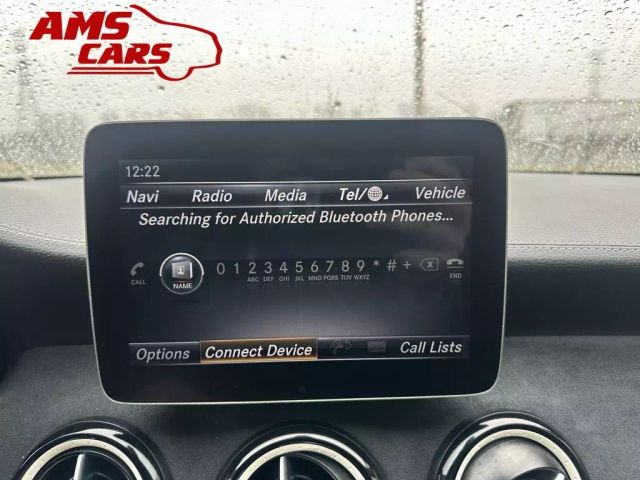 AMS
CARS
12:22
Navi Radio Media Tel/ Vehicle
Searching for Authorized Bluetooth Phones...
CALL NAME 0 1 2 3 4 5 6 7 8 9 * # + END
ABC DEF GHI JKL MNO PQRS TUV WXYZ
Options Connect Device Call Lists